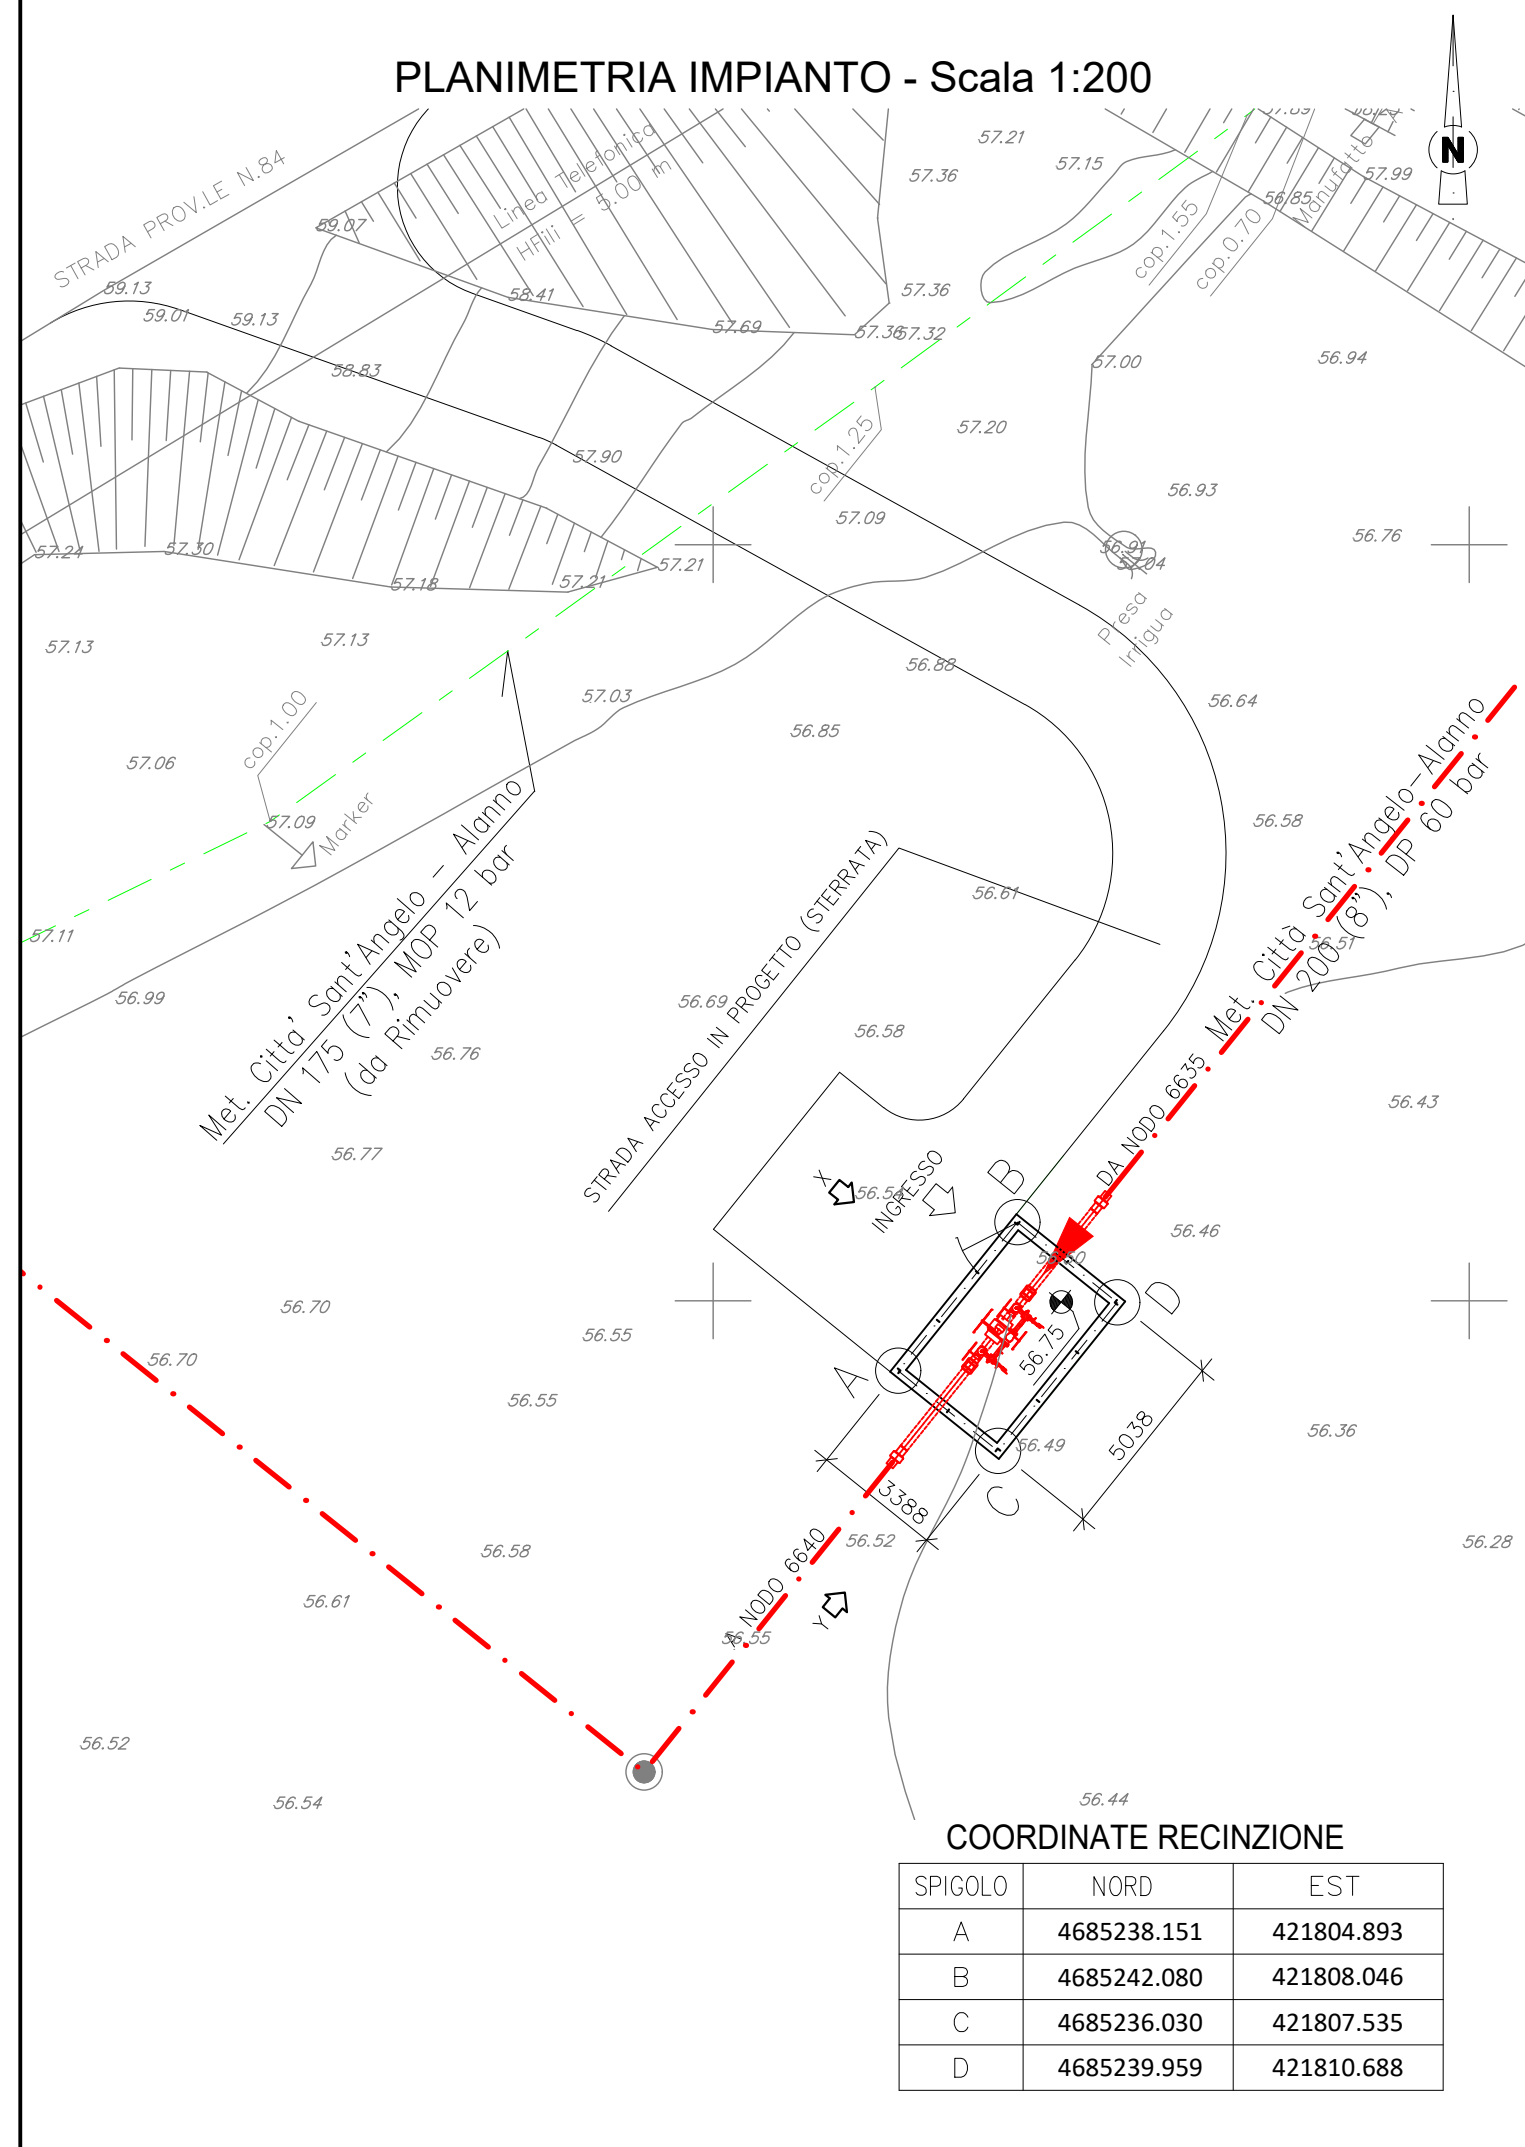 PLANIMETRIA IMPIANTO - Scala 1:200
N
STRADA PROV.LE N.84
Linea Telefonica
HFili = 5.00 m
57.21
57.15
57.36
57.99
56.85
Manufatto
cop.1.55
cop.0.70
59.07
59.13
59.01
59.13
58.41
57.36
57.69
57.36
57.32
58.83
57.00
56.94
57.20
cop.1.25
57.90
56.93
57.09
56.76
57.24
57.30
57.18
57.21
57.21
56.91
57.04
Presa
Irrigua
57.13
57.13
56.88
57.03
56.64
56.85
cop.1.00
57.06
57.09
Marker
56.58
57.11
56.99
Met. Citta' Sant'Angelo - Alanno
DN 175 (7"), MOP 12 bar
(da Rimuovere)
56.76
56.77
STRADA ACCESSO IN PROGETTO (STERRATA)
56.61
56.69
56.58
Met. Città Sant'Angelo-Alanno
DN 200 (8"), DP 60 bar
56.51
56.43
DA NODO 6635
X
56.54
INGRESSO
B
56.46
56.50
D
56.70
56.55
56.75
56.70
A
56.55
56.49
5038
56.36
3388
C
56.52
56.28
56.58
A NODO 6640
56.61
Y
56.55
56.52
56.54
56.44
COORDINATE RECINZIONE
SPIGOLO NORD EST
A 4685238.151 421804.893
B 4685242.080 421808.046
C 4685236.030 421807.535
D 4685239.959 421810.688